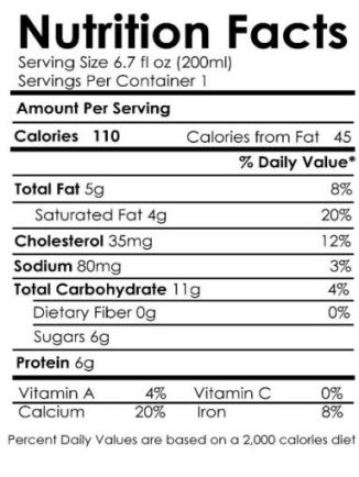 Nutrition Facts
Serving Size 6.7 fl oz (200ml)
Servings Per Container 1
Amount Per Serving
Calories 110 Calories from Fat 45
% Daily Value*
Total Fat 5g 8%
Saturated Fat 4g 20%
Cholesterol 35mg 12%
Sodium 80mg 3%
Total Carbohydrate 11g 4%
Dietary Fiber 0g 0%
Sugars 6g
Protein 6g
Vitamin A 4% Vitamin C 0%
Calcium 20% Iron 8%
Percent Daily Values are based on a 2,000 calories diet